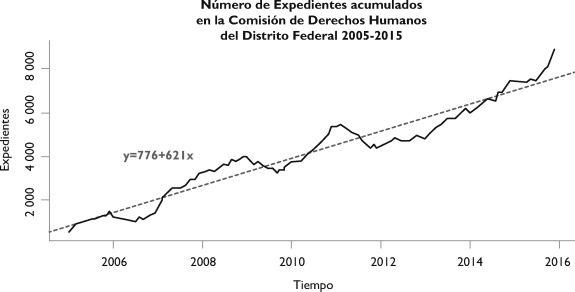 Número de Expedientes acumulados
en la Comisión de Derechos Humanos
del Distrito Federal 2005-2015
8 000
6 000
4 000
2 000
Expedientes
y=776+621x
2006 2008 2010 2012 2014 2016
Tiempo